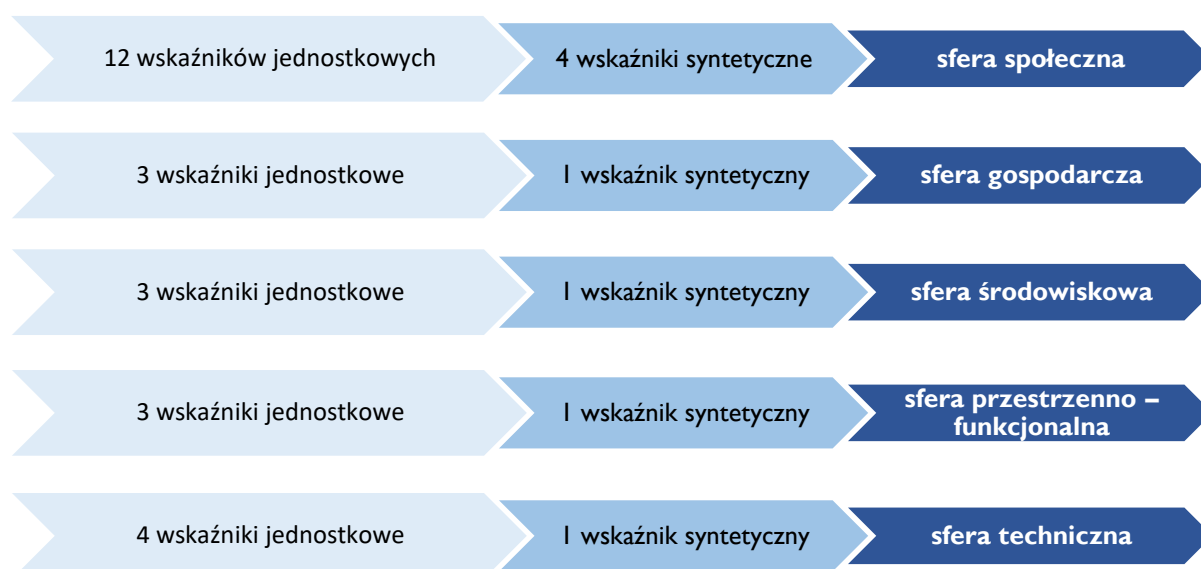 12 wskaźników jednostkowych
4 wskaźniki syntetyczne
sfera społeczna
3 wskaźniki jednostkowe
1 wskaźnik syntetyczny
sfera gospodarcza
3 wskaźniki jednostkowe
1 wskaźnik syntetyczny
sfera środowiskowa
3 wskaźniki jednostkowe
1 wskaźnik syntetyczny
sfera przestrzenno –
funkcjonalna
4 wskaźniki jednostkowe
1 wskaźnik syntetyczny
sfera techniczna